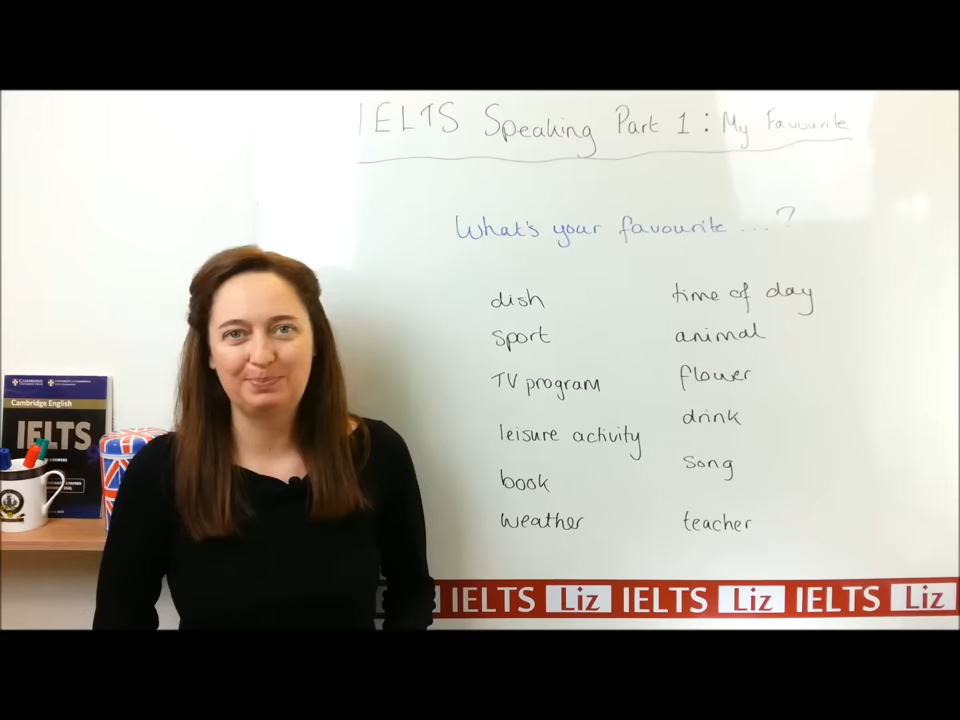 IELTS Speaking Part 1: My Favourite
What's your favourite ...?
dish
sport
TV program
leisure activity
book
weather
time of day
animal
flower
drink
song
teacher
CAMBRIDGE
Cambridge English
IELTS
IELTS Liz IELTS Liz IELTS Liz